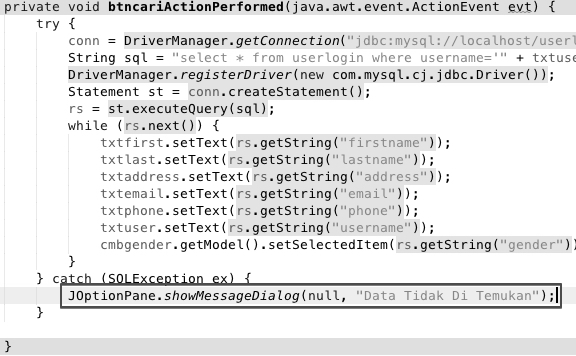 private void btncariActionPerformed(java.awt.event.ActionEvent evt) {
try {
conn = DriverManager.getConnection("jdbc:mysql://localhost/userl
String sql = "select * from userlogin where username='" + txtuse
DriverManager.registerDriver(new com.mysql.cj.jdbc.Driver());
Statement st = conn.createStatement();
rs = st.executeQuery(sql);
while (rs.next()) {
txtfirst.setText(rs.getString("firstname"));
txtlast.setText(rs.getString("lastname"));
txtaddress.setText(rs.getString("address"));
txtemail.setText(rs.getString("email"));
txtphone.setText(rs.getString("phone"));
txtuser.setText(rs.getString("username"));
cmbgender.getModel().setSelectedItem(rs.getString("gender"))
}
} catch (SQLException ex) {
JOptionPane.showMessageDialog(null, "Data Tidak Di Temukan");
}
}